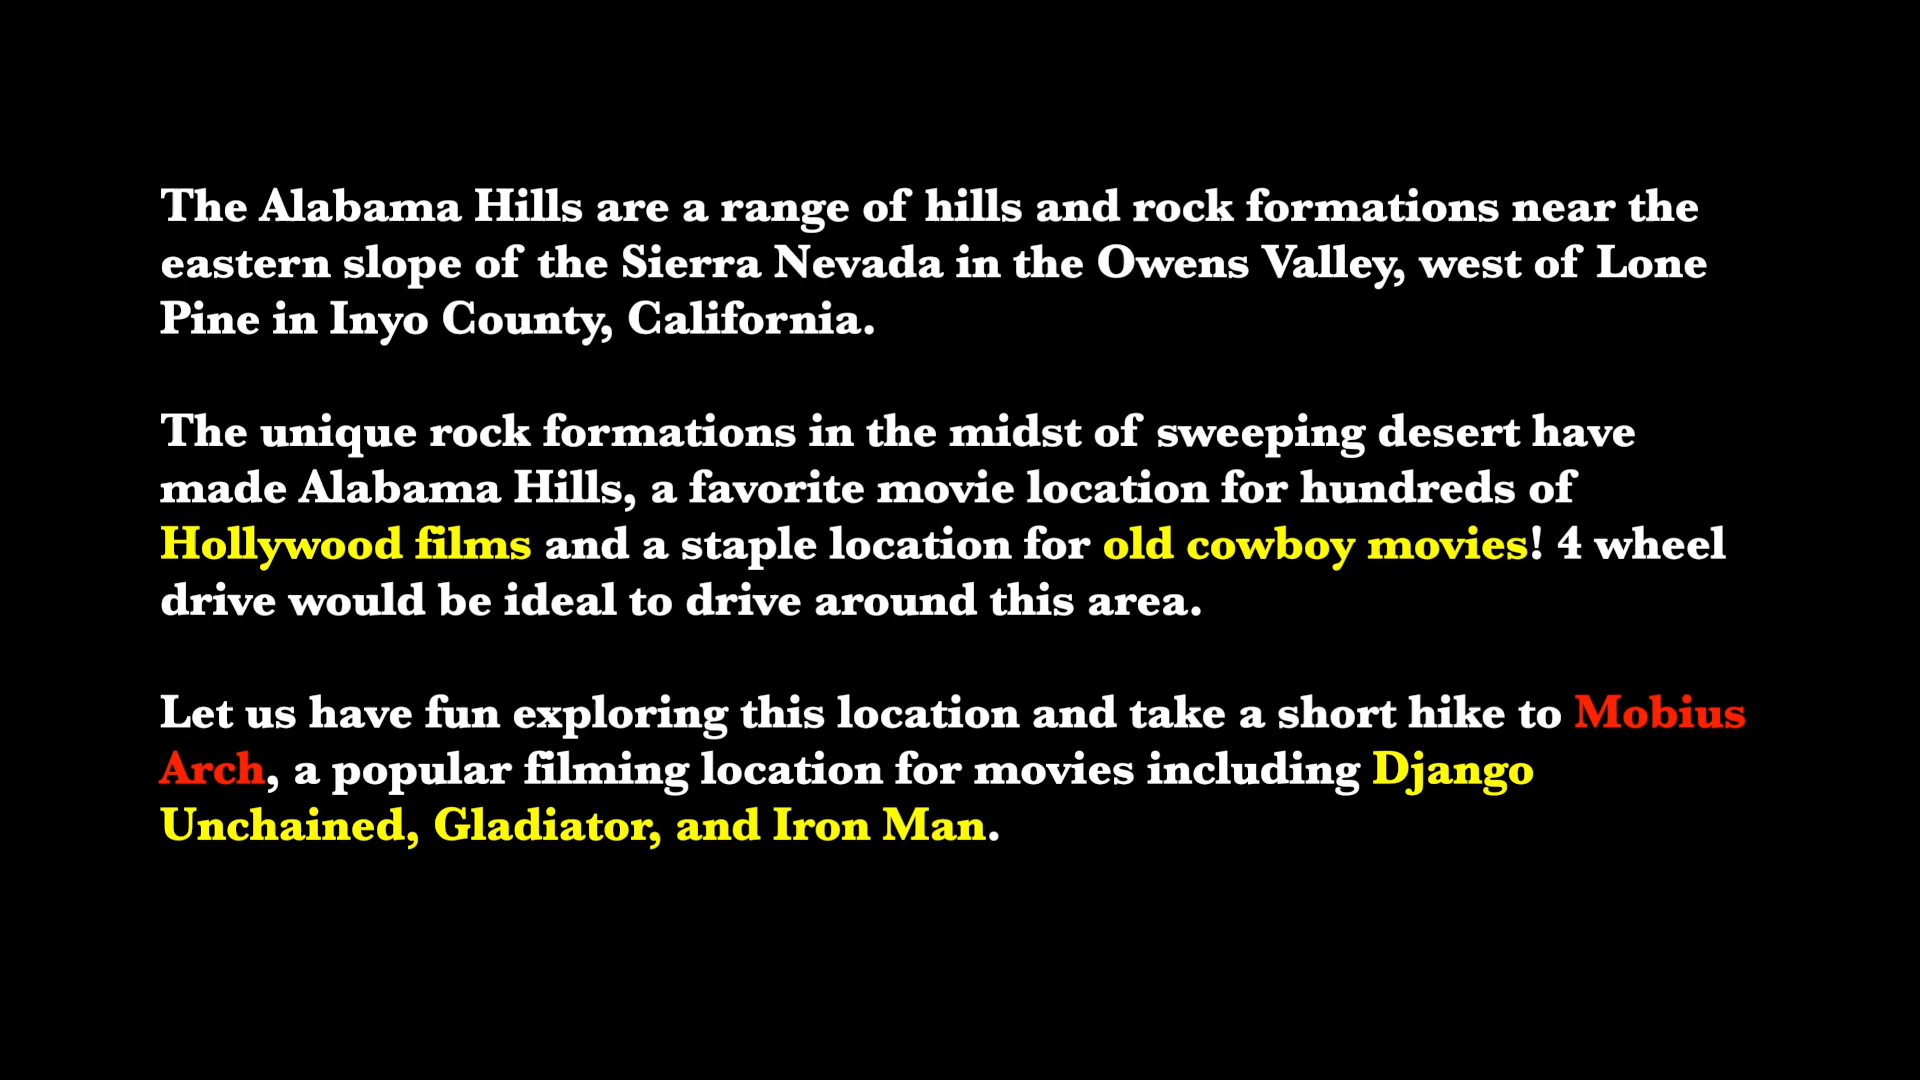 The Alabama Hills are a range of hills and rock formations near the
eastern slope of the Sierra Nevada in the Owens Valley, west of Lone
Pine in Inyo County, California.
The unique rock formations in the midst of sweeping desert have
made Alabama Hills, a favorite movie location for hundreds of
Hollywood films and a staple location for old cowboy movies! 4 wheel
drive would be ideal to drive around this area.
Let us have fun exploring this location and take a short hike to Mobius
Arch, a popular filming location for movies including Django
Unchained, Gladiator, and Iron Man.